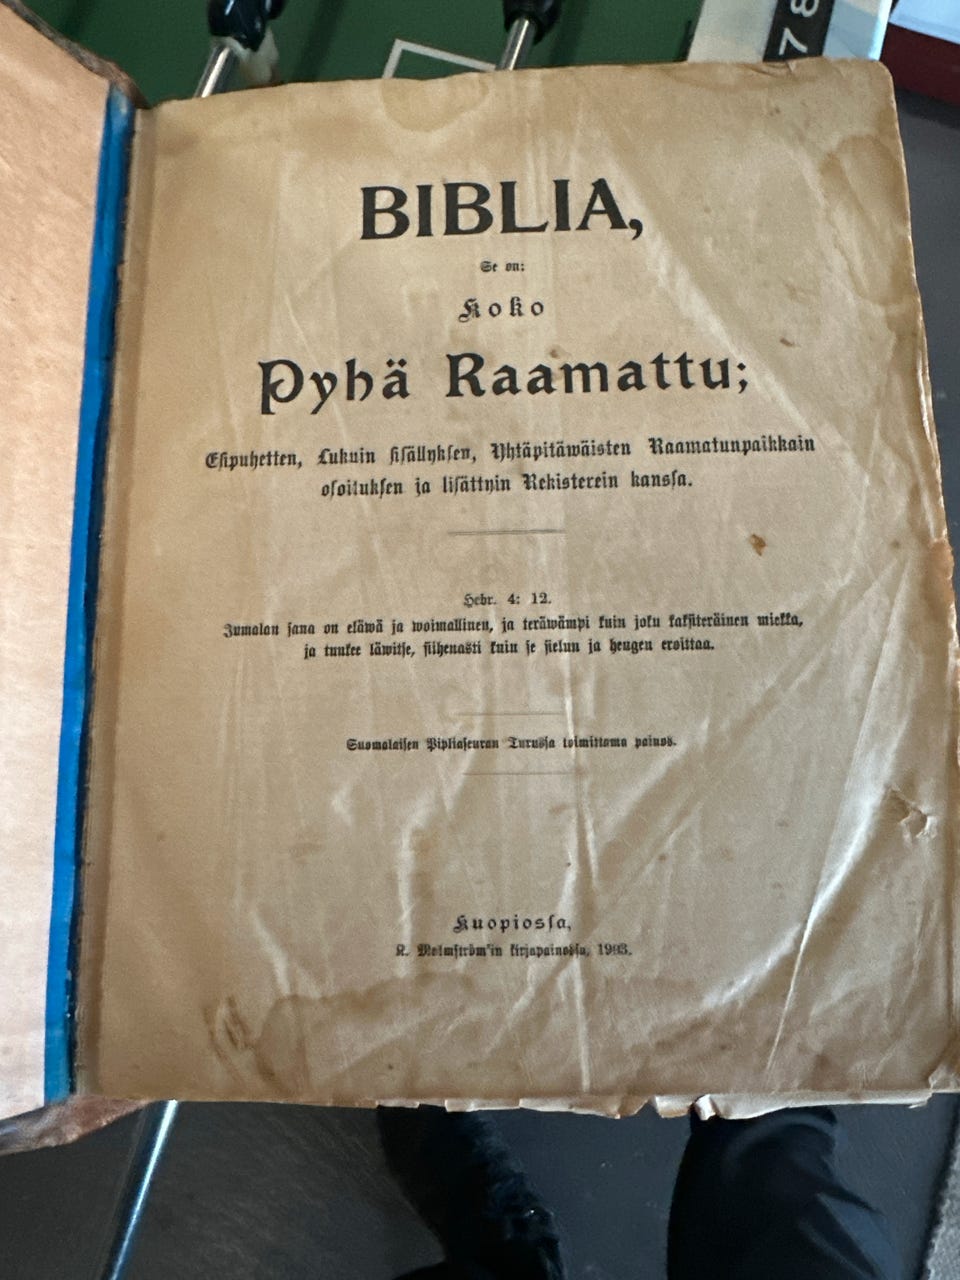 78
BIBLIA,
Se on:
Koko
Pyhä Raamattu;
Esipuhetten, Lukuin sisällyksen, Yhtäpitäwäisten Raamatunpaikkain
osoituksen ja lisättyin Rekisterein kanssa.
Hebr. 4: 12.
Jumalan sana on eläwä ja woimallinen, ja teräwämpi kuin joku kaksiteräinen miekka,
ja tunkee läwitse, siihenasti kuin se sielun ja hengen eroittaa.
Suomalaisen Pipliaseuran Turussa toimittama painos.
Kuopiossa,
K. Malmström'in kirjapainossa, 1903.